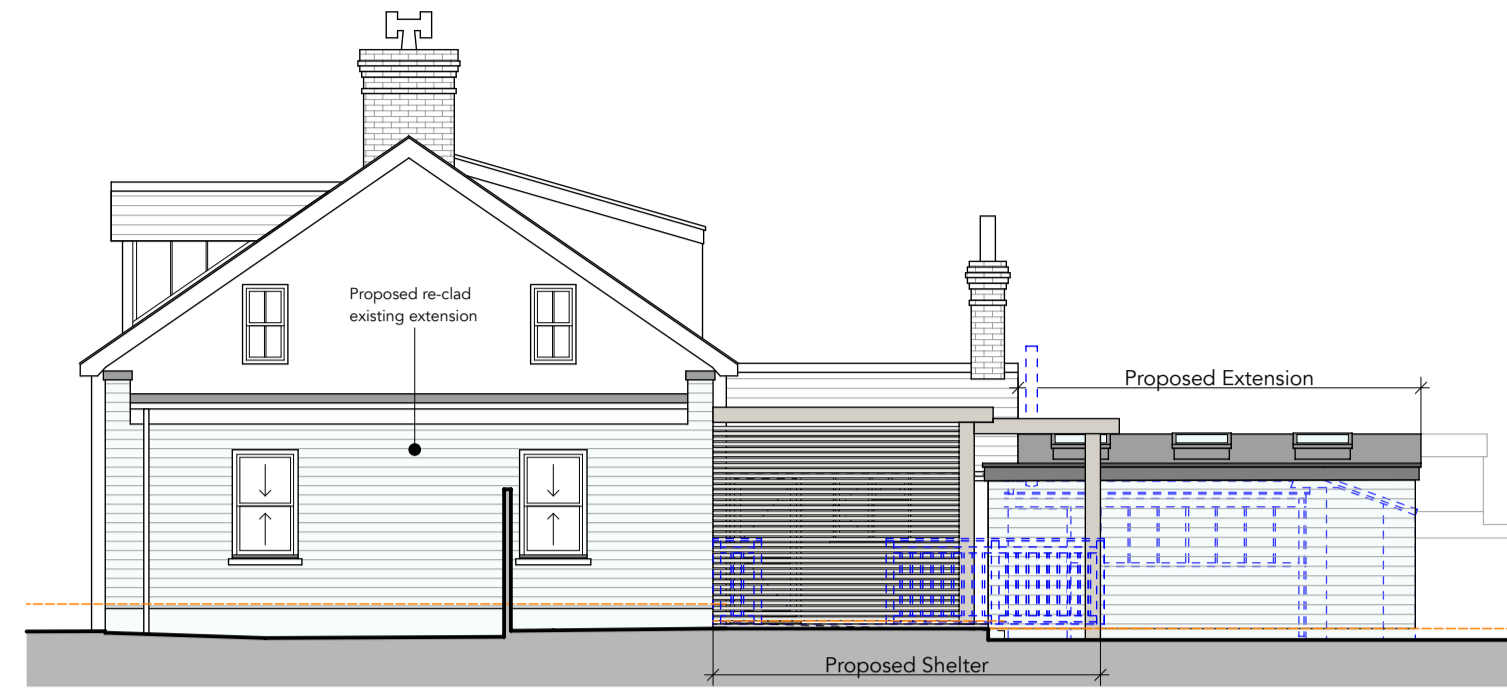 Proposed re-clad
existing extension
Proposed Extension
Proposed Shelter